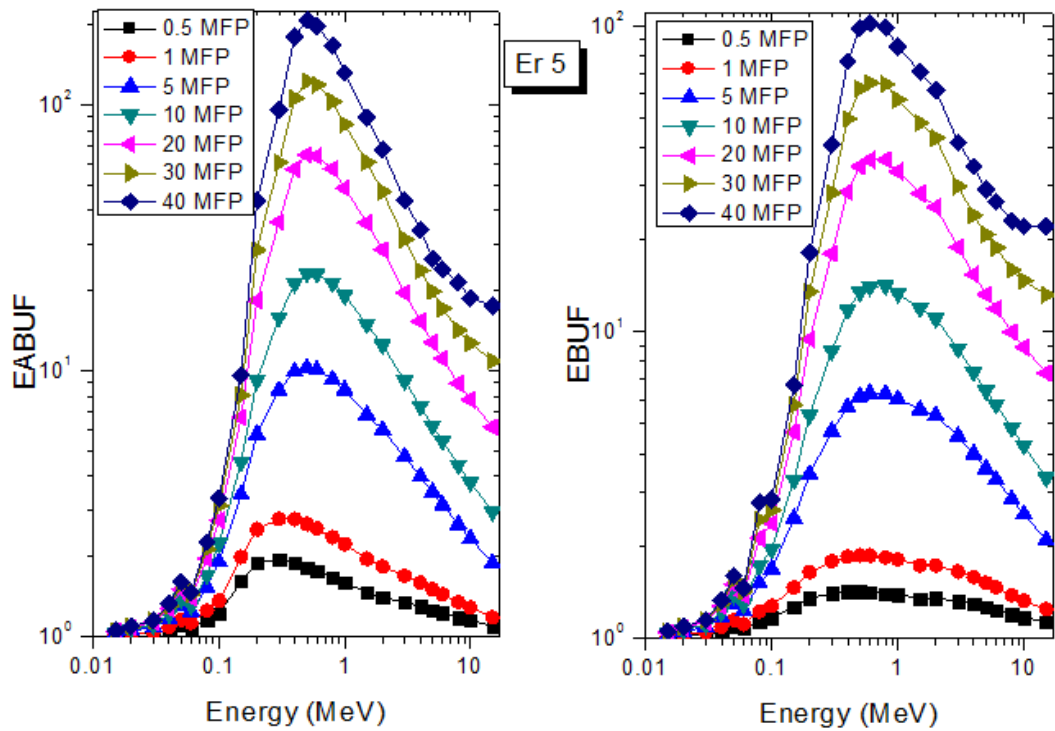 0.5 MFP
1 MFP
5 MFP
10 MFP
20 MFP
30 MFP
40 MFP
10²
10¹
10⁰
EABUF
0.01
0.1
1
10
Energy (MeV)
Er 5
0.5 MFP
1 MFP
5 MFP
10 MFP
20 MFP
30 MFP
40 MFP
10²
10¹
10⁰
EBUF
0.01
0.1
1
10
Energy (MeV)